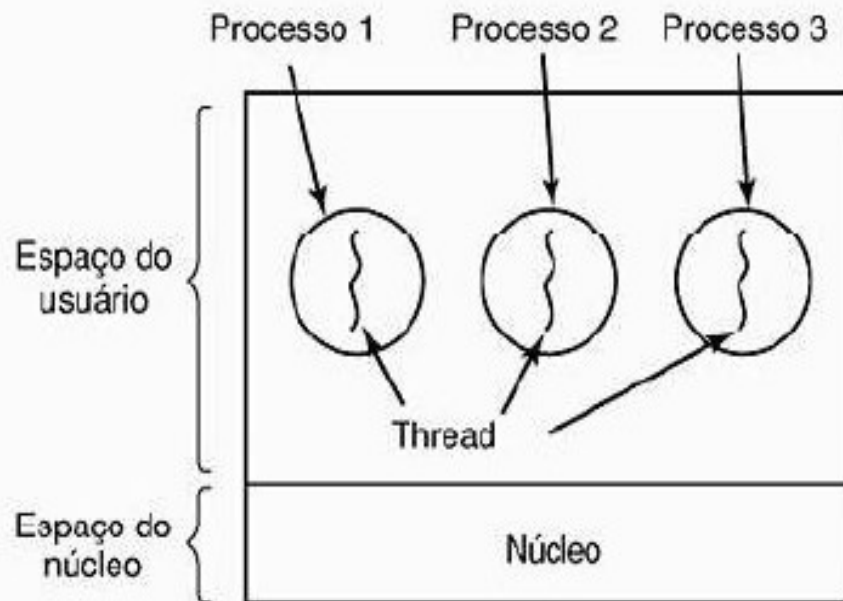 Processo 1 Processo 2 Processo 3
Espaço do
usuário
Thread
Espaço do
núcleo
Núcleo